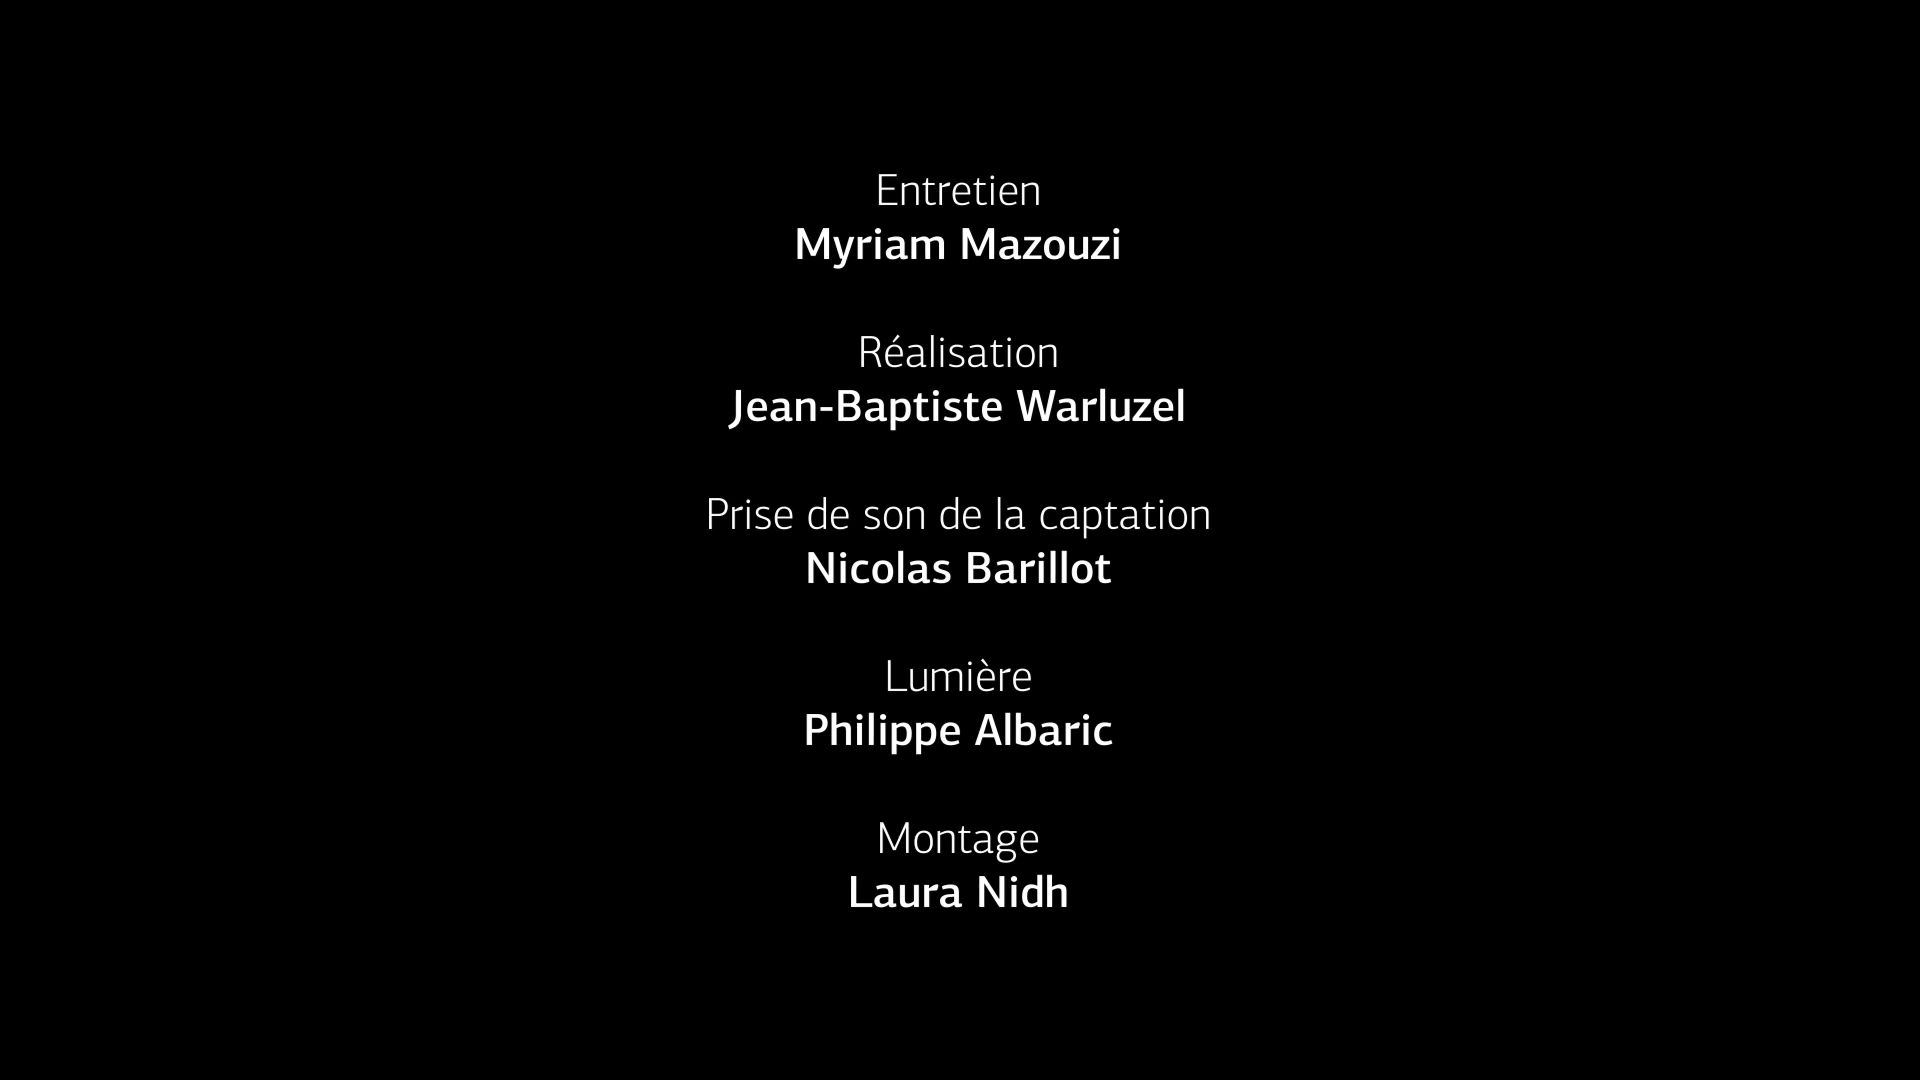 Entretien
Myriam Mazouzi
Réalisation
Jean-Baptiste Warluzel
Prise de son de la captation
Nicolas Barillot
Lumière
Philippe Albaric
Montage
Laura Nidh